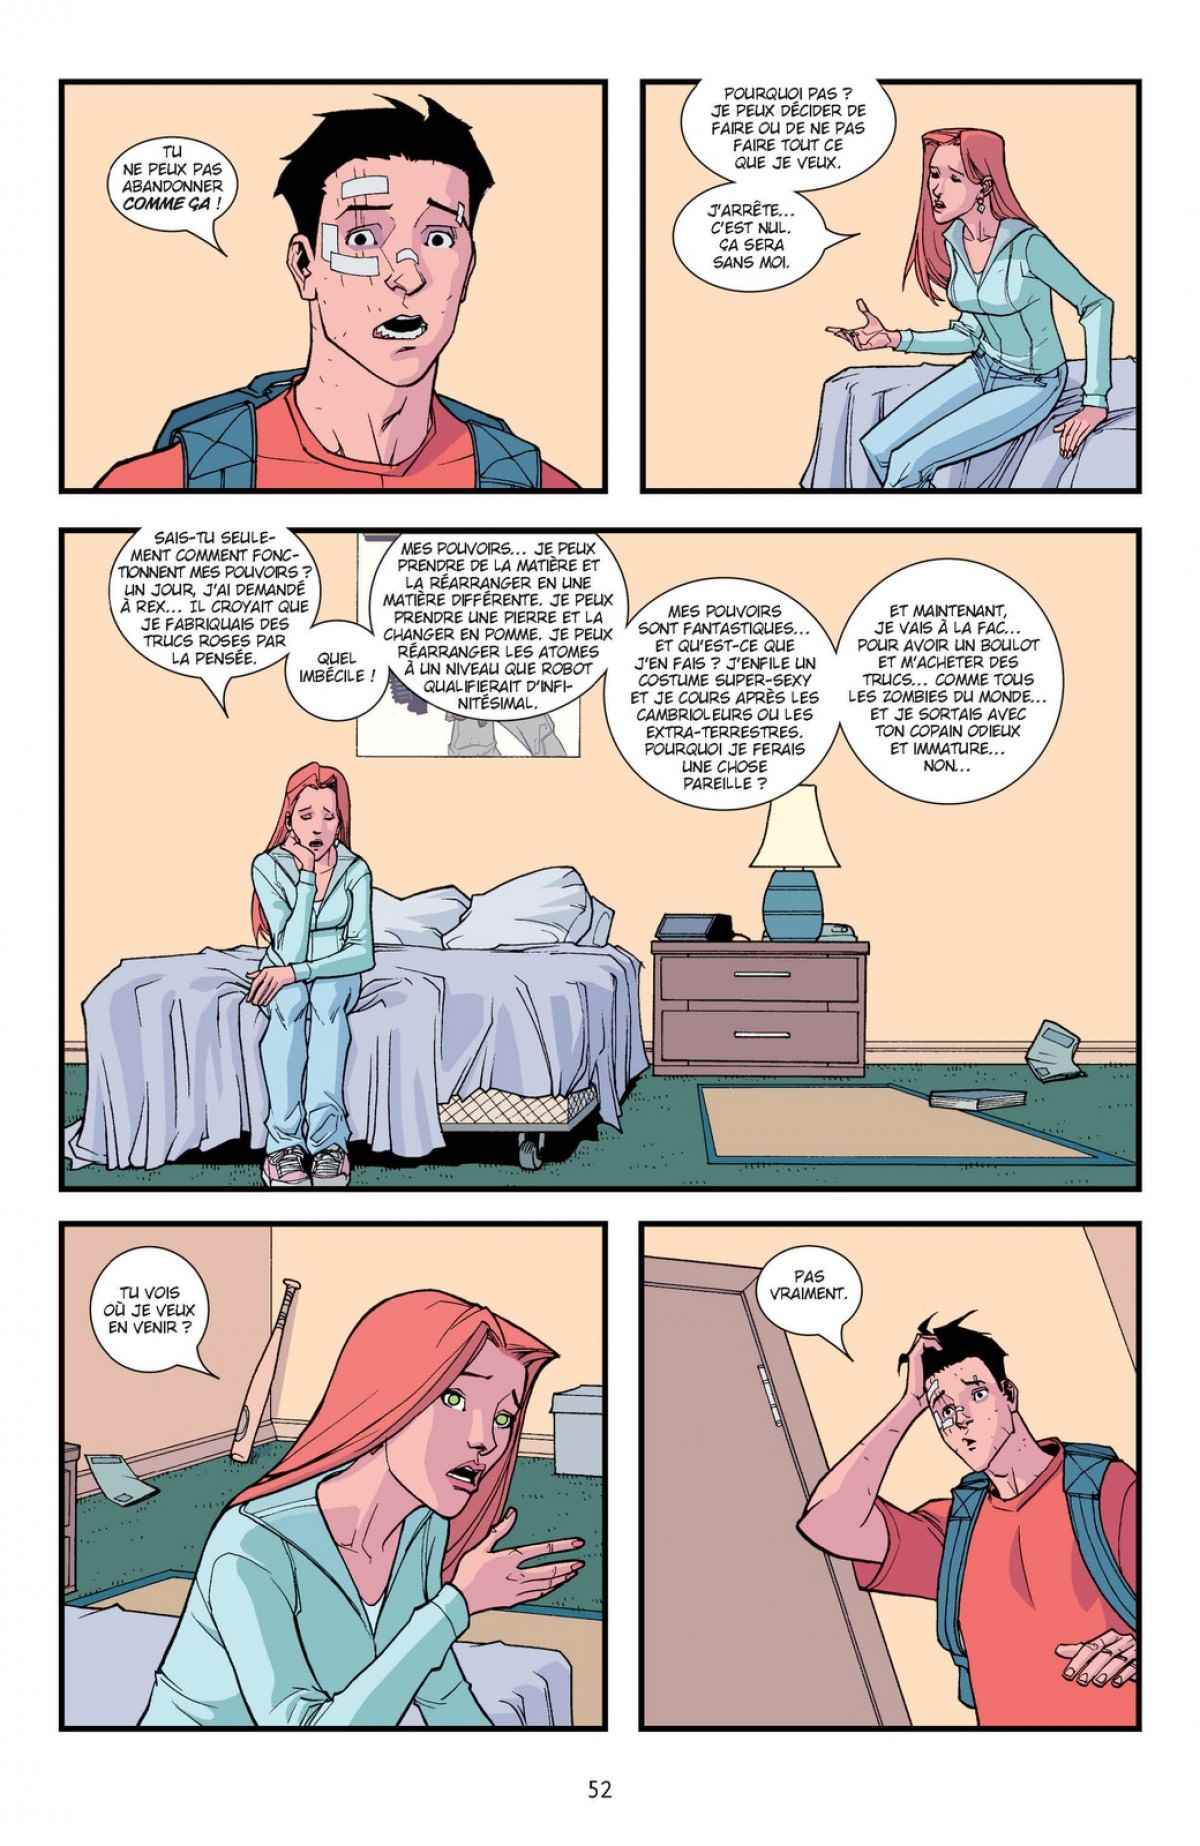 TU
NE PEUX PAS
ABANDONNER
COMME ÇA !
POURQUOI PAS ?
JE PEUX DÉCIDER DE
FAIRE OU DE NE PAS
FAIRE TOUT CE
QUE JE VEUX.
J'ARRÊTE...
C'EST NUL.
ÇA SERA
SANS MOI.
SAIS-TU SEULE-
MENT COMMENT FONC-
TIONNENT MES POUVOIRS ?
UN JOUR, J'AI DEMANDÉ
À REX... IL CROYAIT QUE
JE FABRIQUAIS DES
TRUCS ROSES PAR
LA PENSÉE.
QUEL
IMBÉCILE !
MES POUVOIRS... JE PEUX
PRENDRE DE LA MATIÈRE ET
LA RÉARRANGER EN UNE
MATIÈRE DIFFÉRENTE. JE PEUX
PRENDRE UNE PIERRE ET LA
CHANGER EN POMME. JE PEUX
RÉARRANGER LES ATOMES
À UN NIVEAU QUE ROBOT
QUALIFIERAIT D'INFI-
NITÉSIMAL.
MES POUVOIRS
SONT FANTASTIQUES...
ET QU'EST-CE QUE
J'EN FAIS ? J'ENFILE UN
COSTUME SUPER-SEXY
ET JE COURS APRÈS LES
CAMBRIOLEURS OU LES
EXTRA-TERRESTRES.
POURQUOI JE FERAIS
UNE CHOSE
PAREILLE ?
ET MAINTENANT,
JE VAIS À LA FAC...
POUR AVOIR UN BOULOT
ET M'ACHETER DES
TRUCS... COMME TOUS
LES ZOMBIES DU MONDE...
ET JE SORTAIS AVEC
TON COPAIN ODIEUX
ET IMMATURE...
NON...
TU VOIS
OÙ JE VEUX
EN VENIR ?
PAS
VRAIMENT.
52